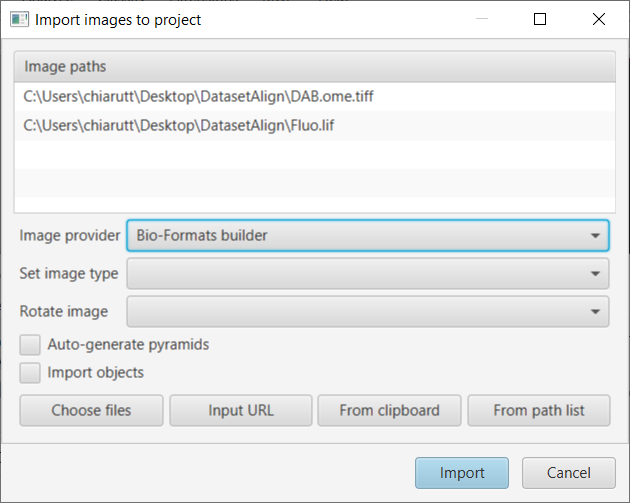 Import images to project
Image paths
C:\Users\chiarutt\Desktop\DatasetAlign\DAB.ome.tiff
C:\Users\chiarutt\Desktop\DatasetAlign\Fluo.lif
Image provider Bio-Formats builder
Set image type
Rotate image
Auto-generate pyramids
Import objects
Choose files Input URL From clipboard From path list
Import Cancel